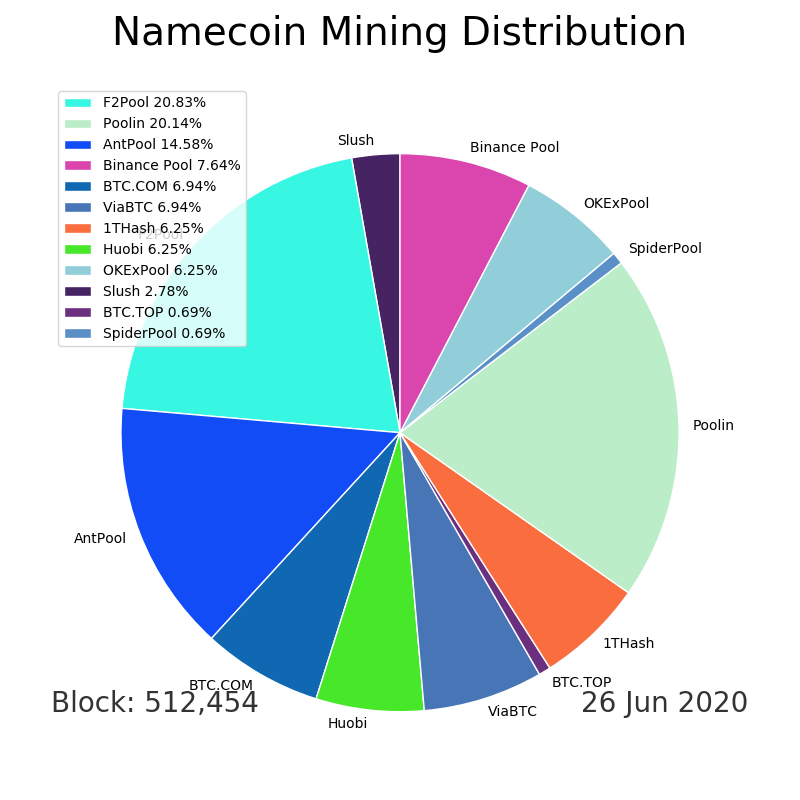 Namecoin Mining Distribution
F2Pool 20.83%
Poolin 20.14%
AntPool 14.58%
Binance Pool 7.64%
BTC.COM 6.94%
ViaBTC 6.94%
1THash 6.25%
Huobi 6.25%
OKExPool 6.25%
Slush 2.78%
BTC.TOP 0.69%
SpiderPool 0.69%
Slush
Binance Pool
OKExPool
SpiderPool
F2Pool
Poolin
AntPool
1THash
BTC.COM
BTC.TOP
ViaBTC
Huobi
Block: 512,454
26 Jun 2020